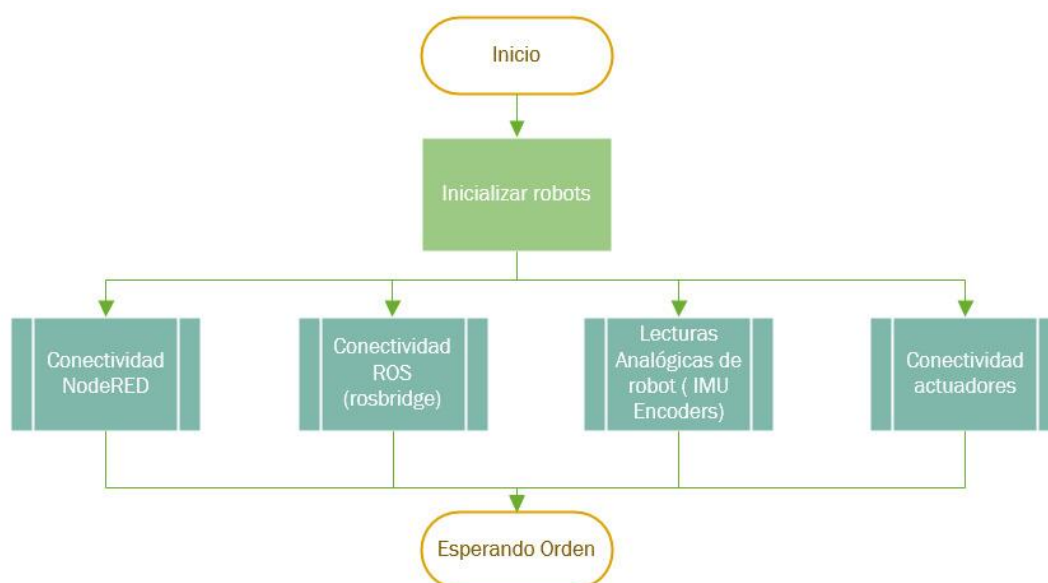 Inicio
Inicializar robots
Conectividad
NodeRED
Conectividad
ROS
(rosbridge)
Lecturas
Analógicas de
robot ( IMU
Encoders)
Conectividad
actuadores
Esperando Orden